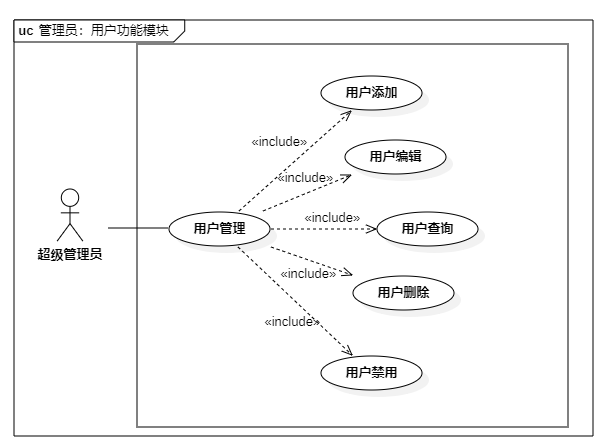 uc 管理员：用户功能模块
用户添加
«include»
用户编辑
«include»
用户管理
«include»
用户查询
超级管理员
«include»
用户删除
«include»
用户禁用